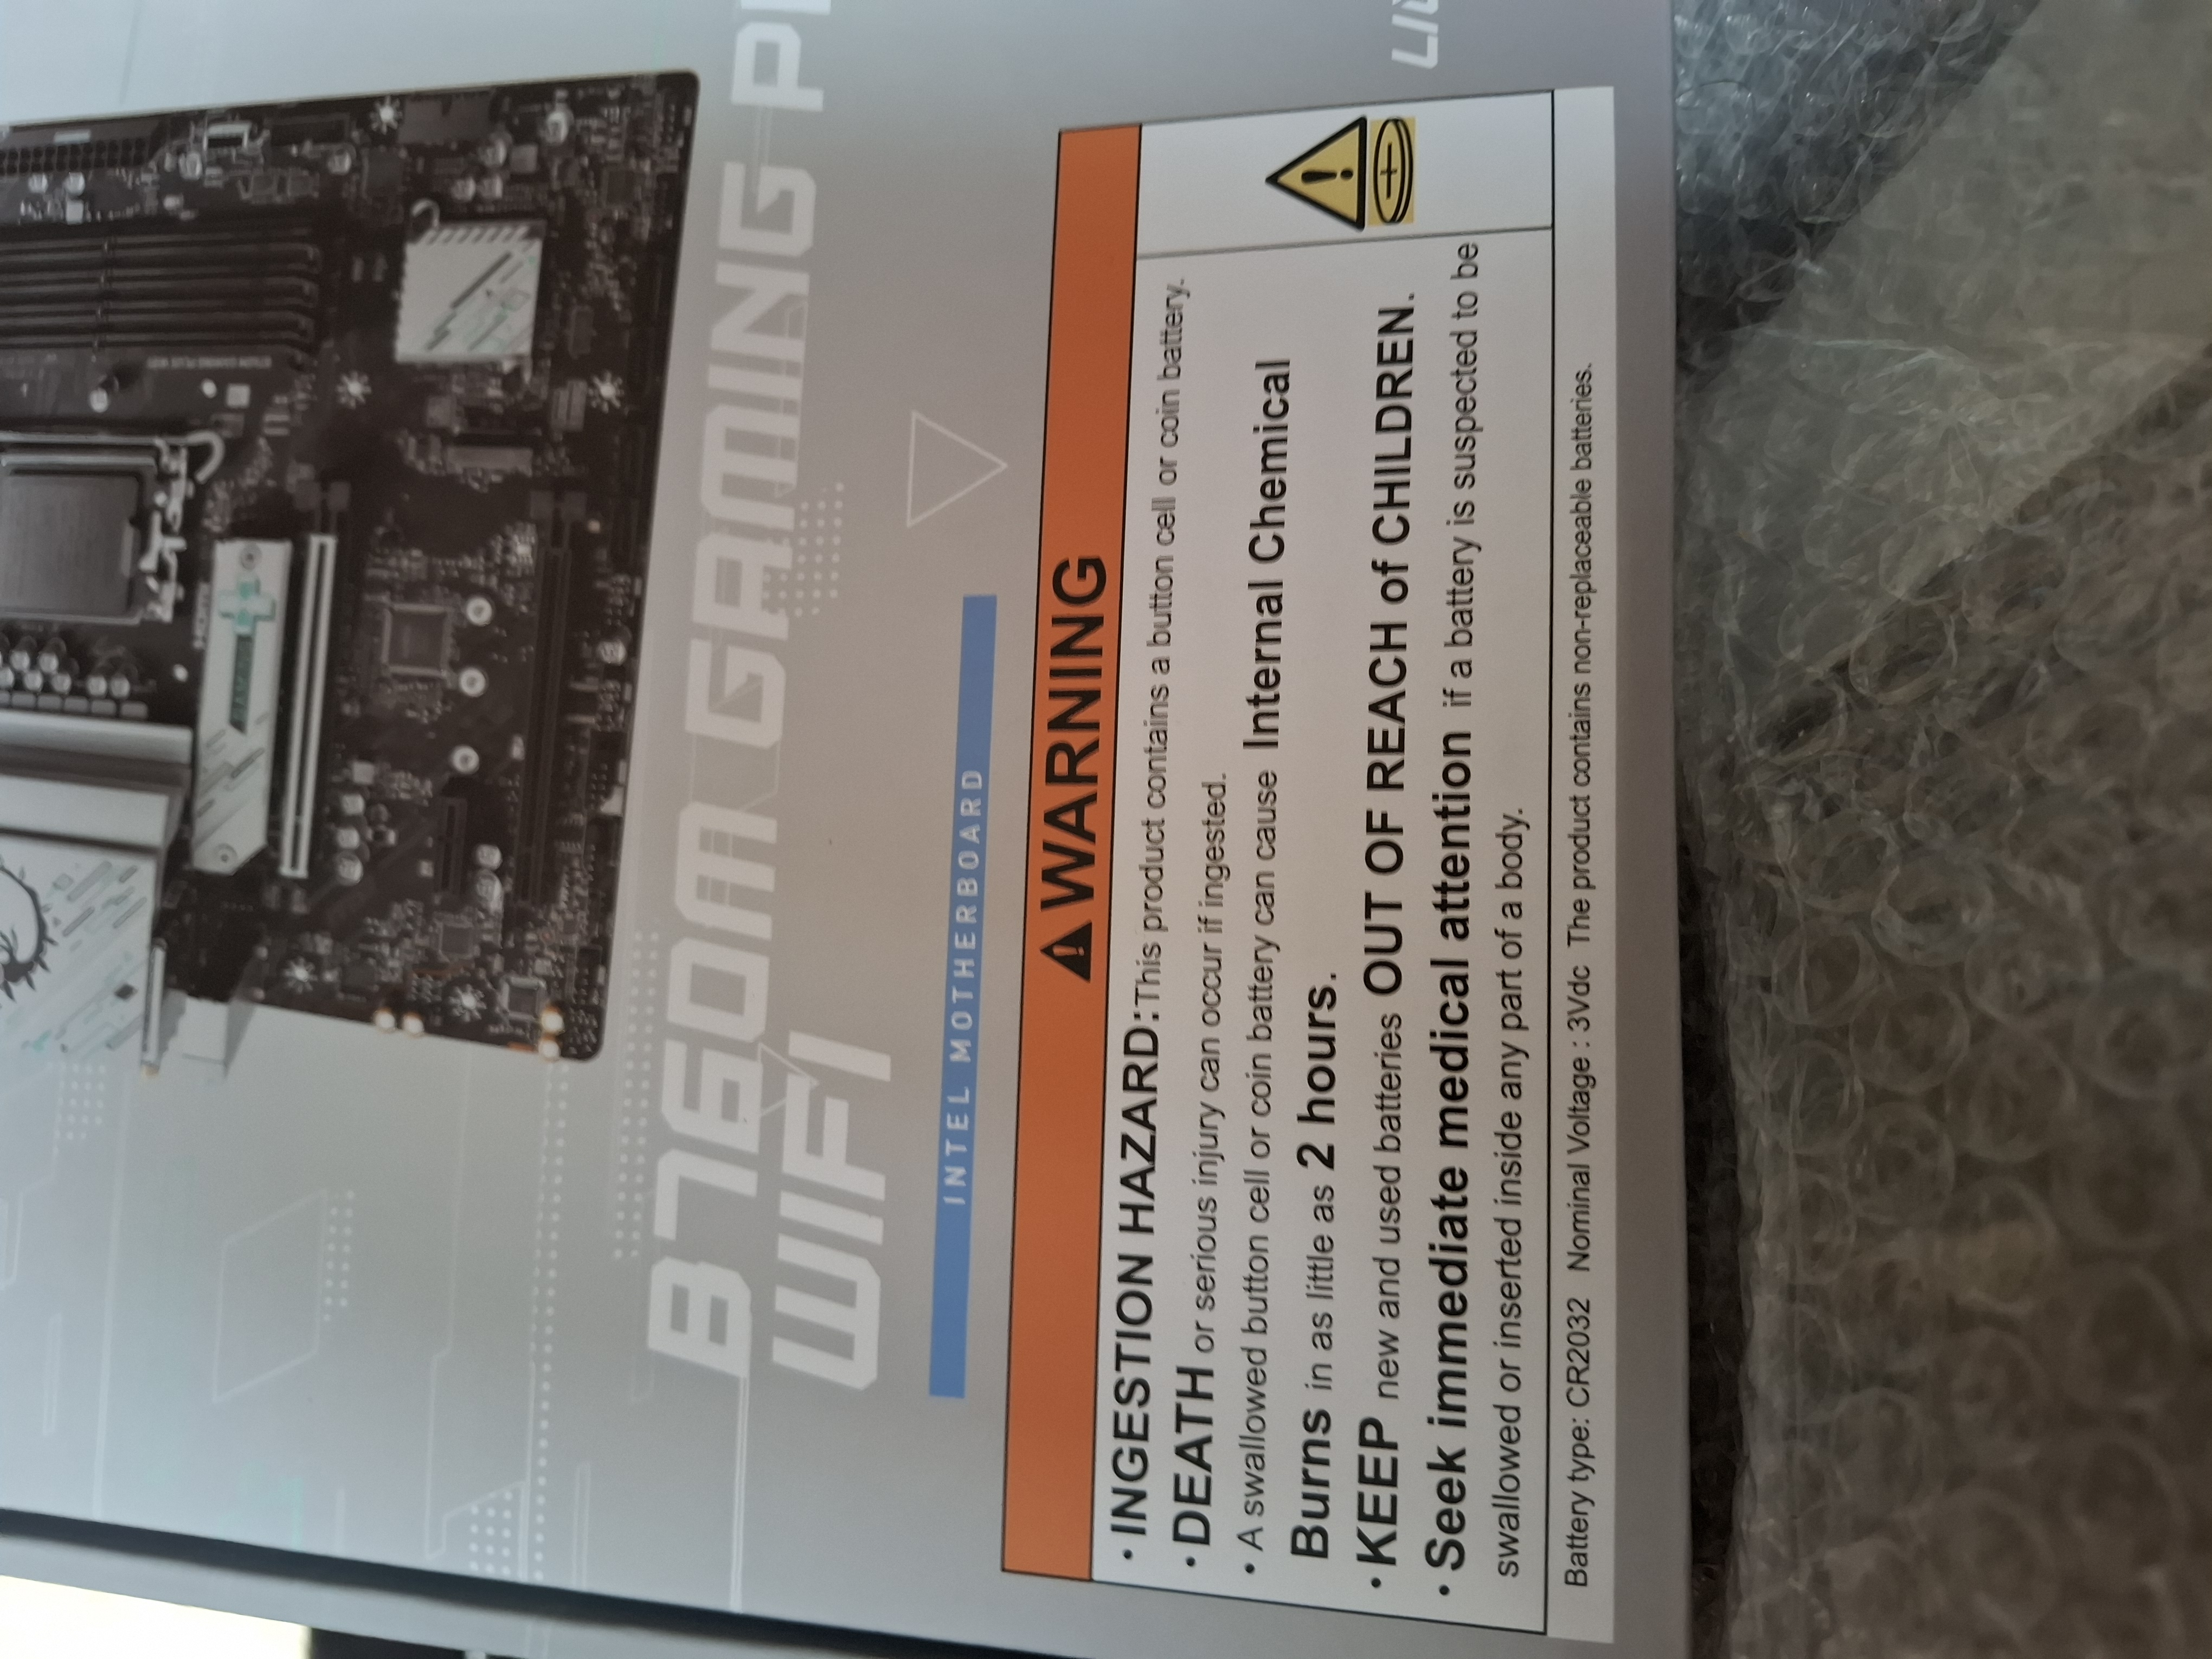 GAMING
B760M GAMING
WIFI
INTEL MOTHERBOARD
WARNING
· INGESTION HAZARD: This product contains a button cell or coin battery.
· DEATH or serious injury can occur if ingested.
• A swallowed button cell or coin battery can cause Internal Chemical
Burns in as little as 2 hours.
· KEEP new and used batteries OUT OF REACH of CHILDREN.
• Seek immediate medical attention if a battery is suspected to be
swallowed or inserted inside any part of a body.
Battery type: CR2032 Nominal Voltage : 3Vdc The product contains non-replaceable batteries.